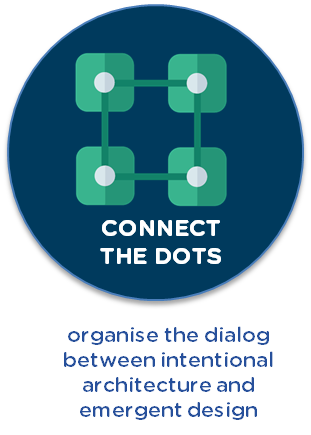 CONNECT
THE DOTS
organise the dialog
between intentional
architecture and
emergent design